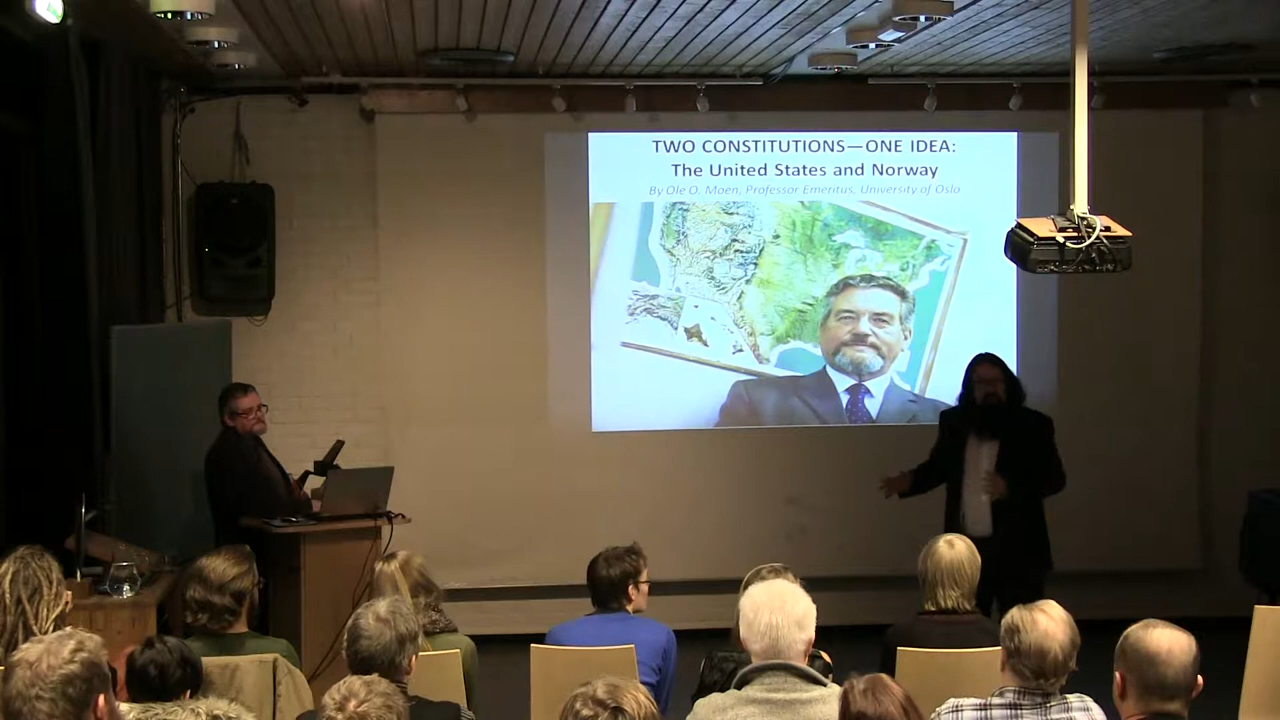 TWO CONSTITUTIONS—ONE IDEA:
The United States and Norway
By Ole O. Moen, Professor Emeritus, University of Oslo